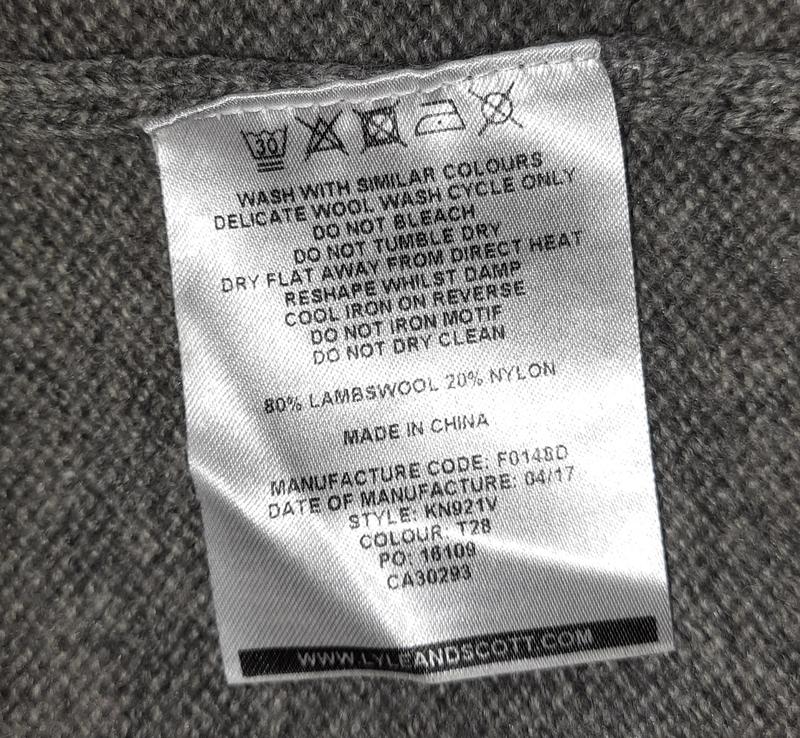 30
WASH WITH SIMILAR COLOURS
DELICATE WOOL WASH CYCLE ONLY
DO NOT BLEACH
DO NOT TUMBLE DRY
DRY FLAT AWAY FROM DIRECT HEAT
RESHAPE WHILST DAMP
COOL IRON ON REVERSE
DO NOT IRON MOTIF
DO NOT DRY CLEAN
80% LAMBSWOOL 20% NYLON
MADE IN CHINA
MANUFACTURE CODE: F0148D
DATE OF MANUFACTURE: 04/17
STYLE: KN921V
COLOUR: T28
PO: 16109
CA30293
WWW.LYLEANDSCOTT.COM